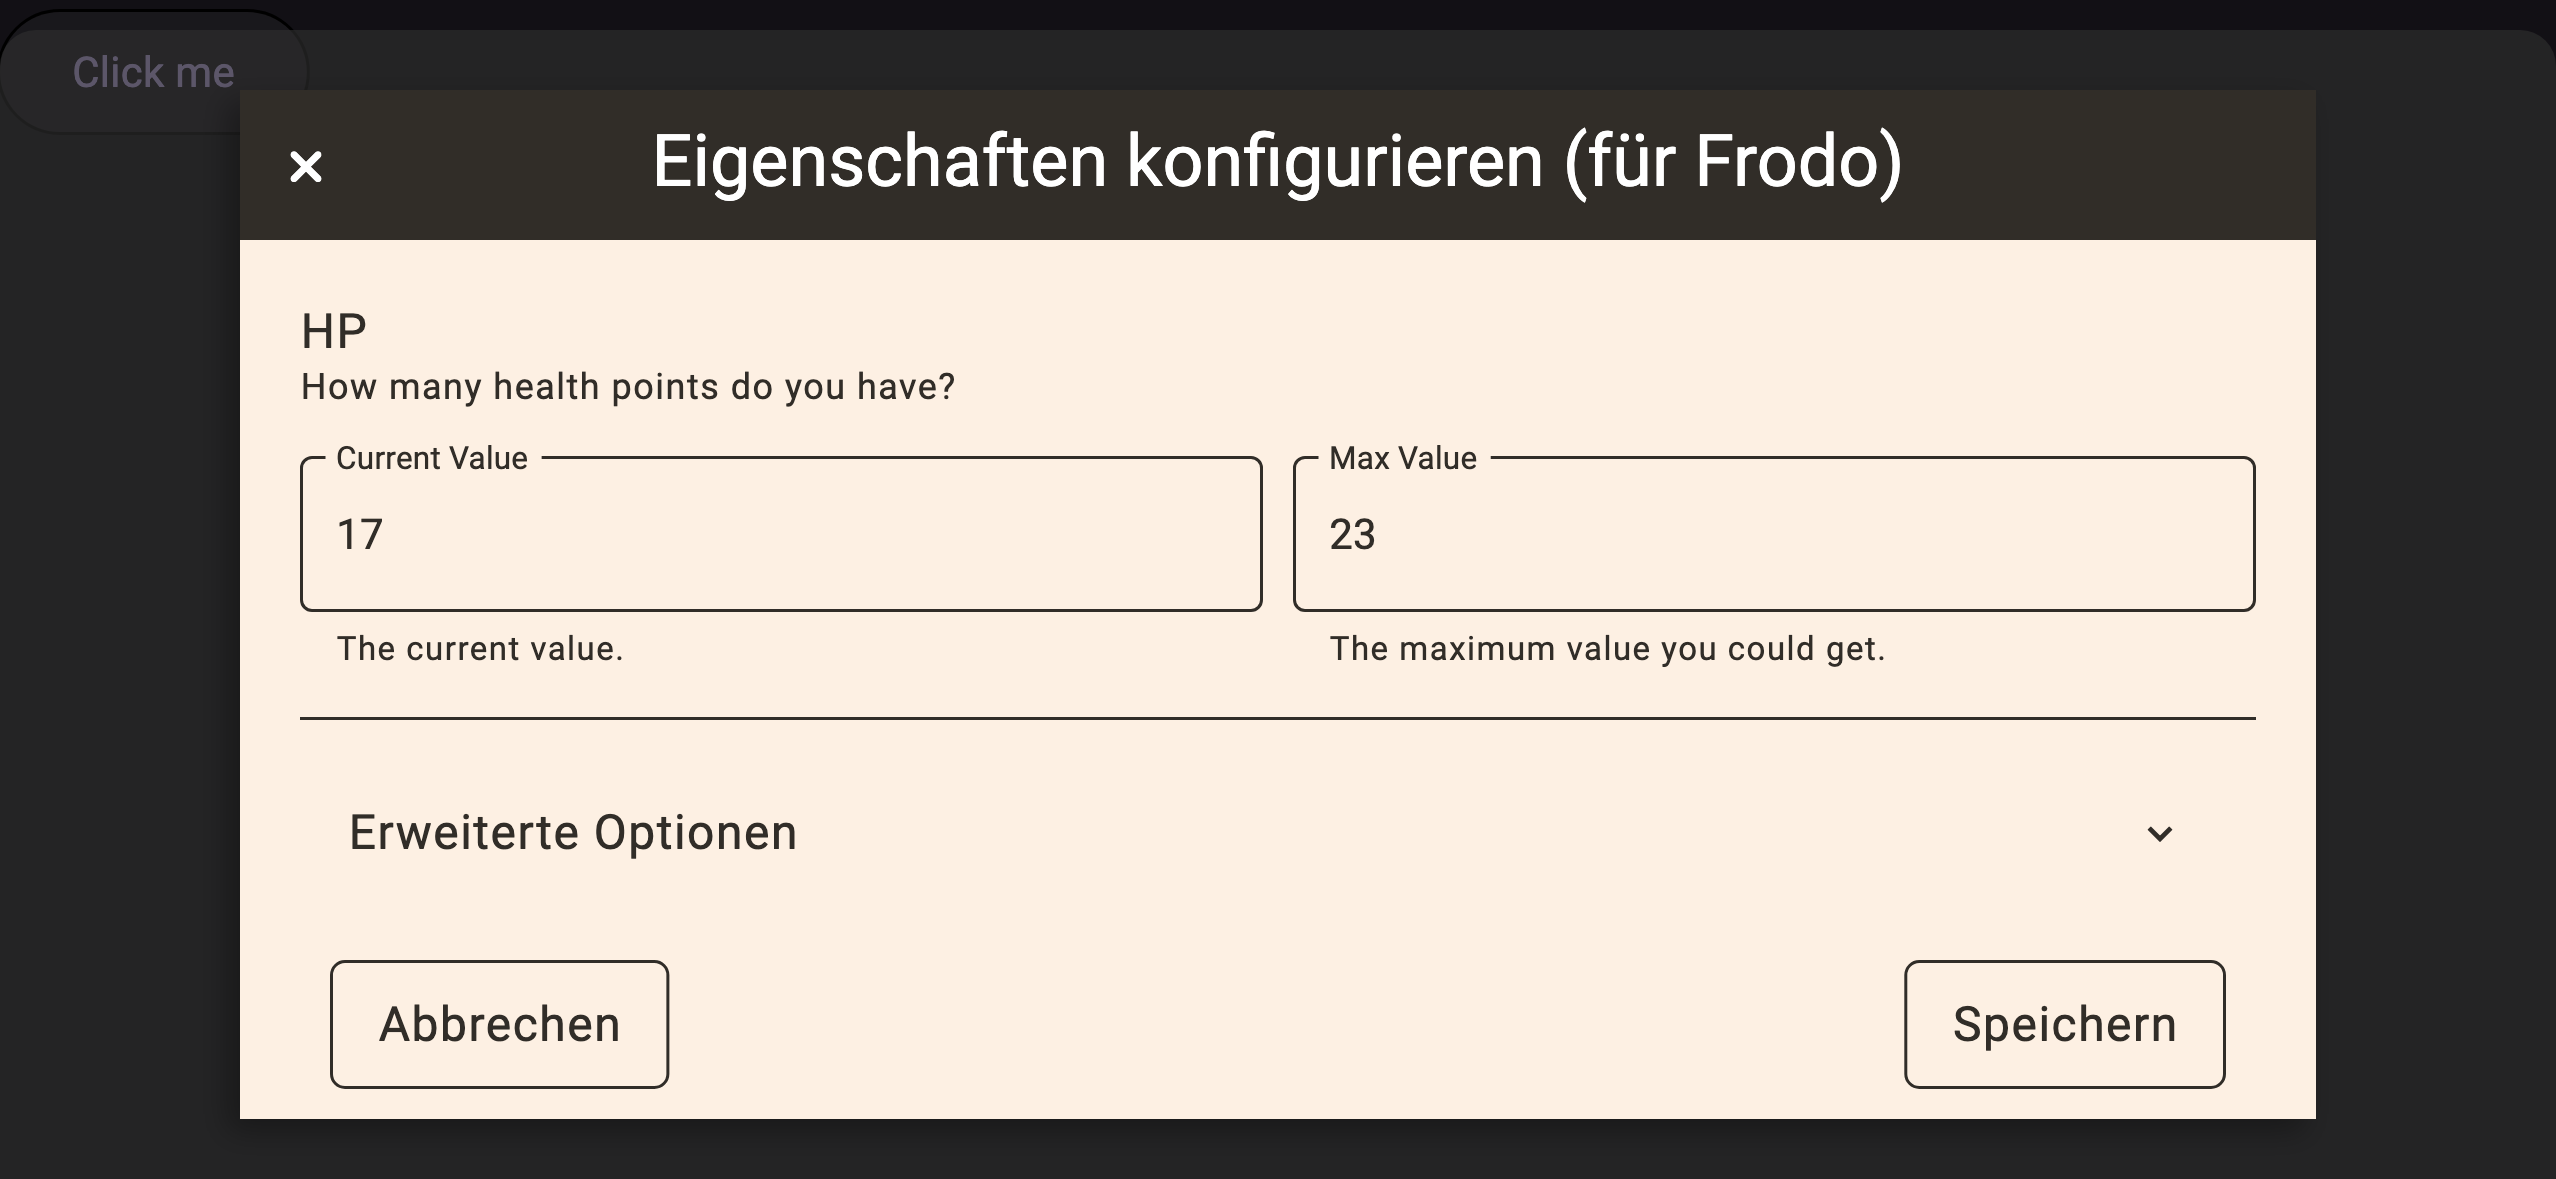 Click me
Eigenschaften konfigurieren (für Frodo)
HP
How many health points do you have?
Current Value
Max Value
17
23
The current value.
The maximum value you could get.
Erweiterte Optionen
Abbrechen
Speichern